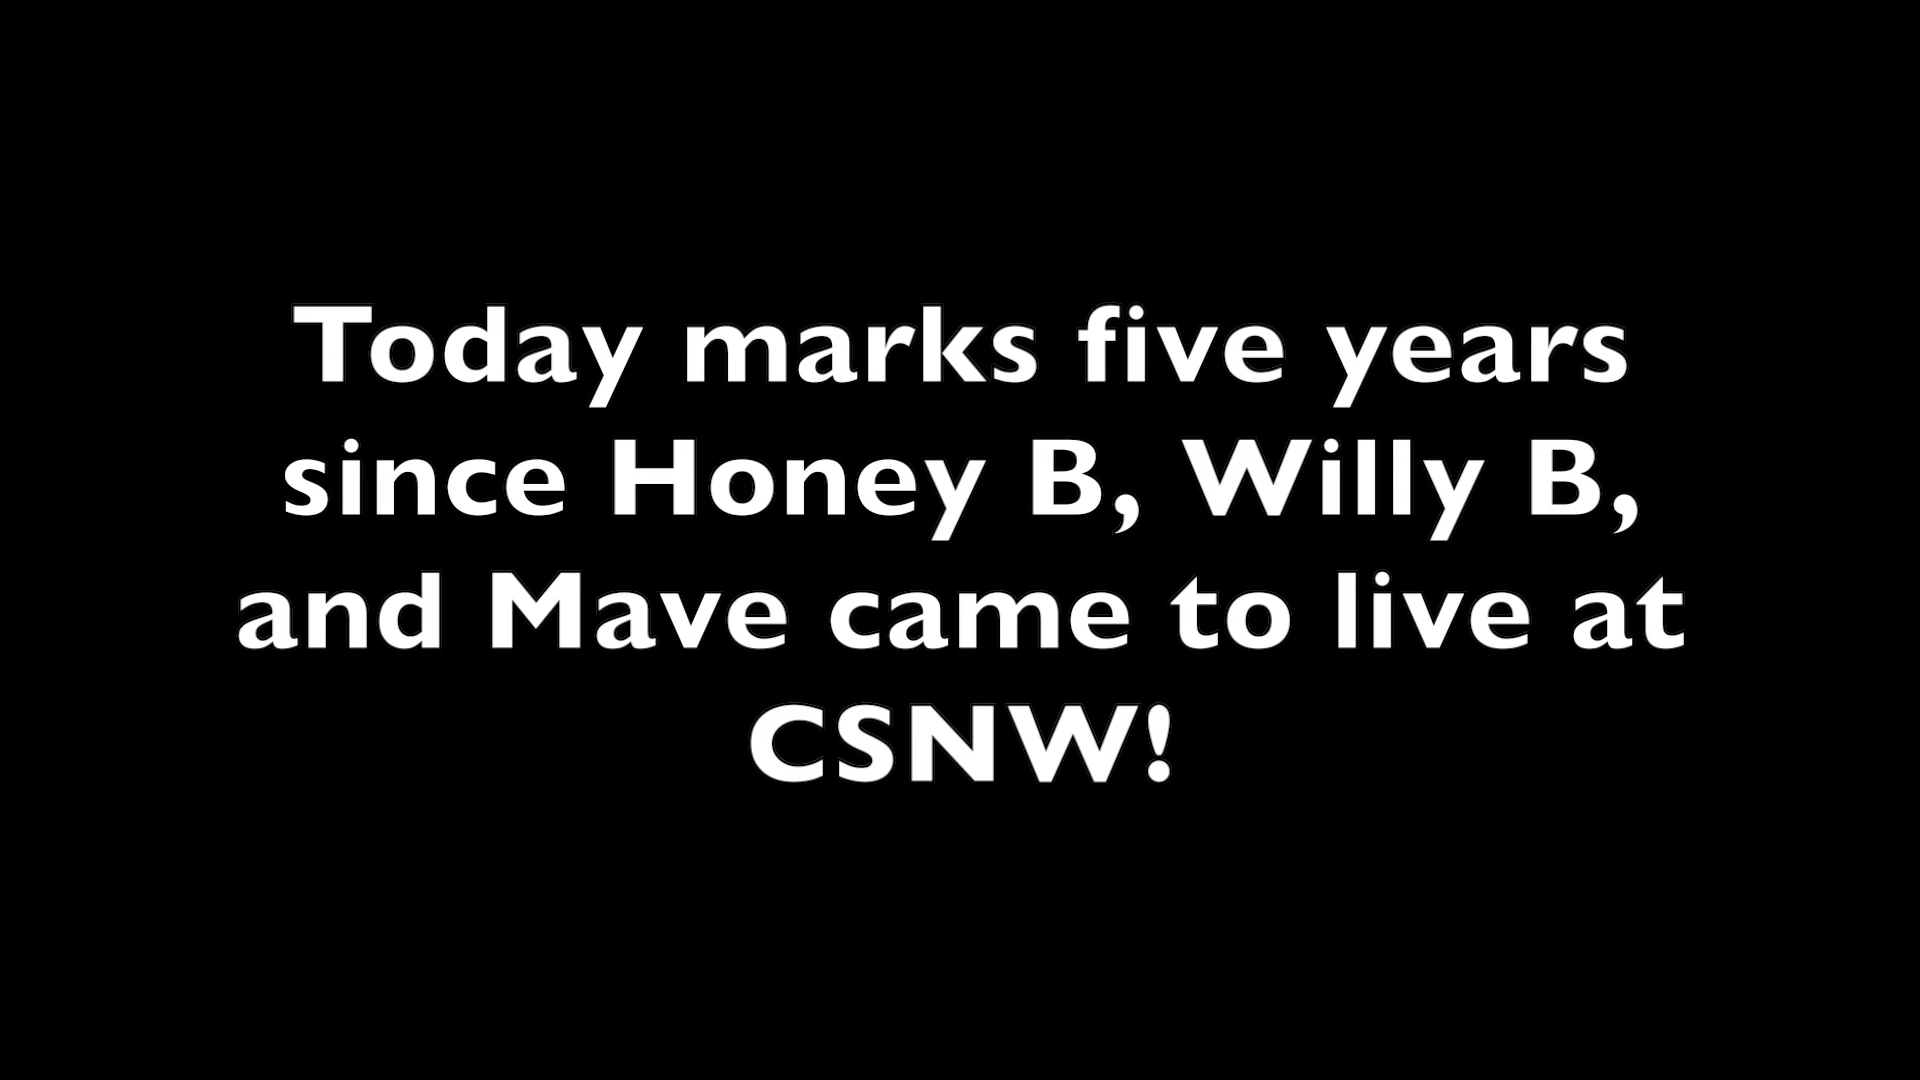 Today marks five years
since Honey B, Willy B,
and Mave came to live at
CSNW!